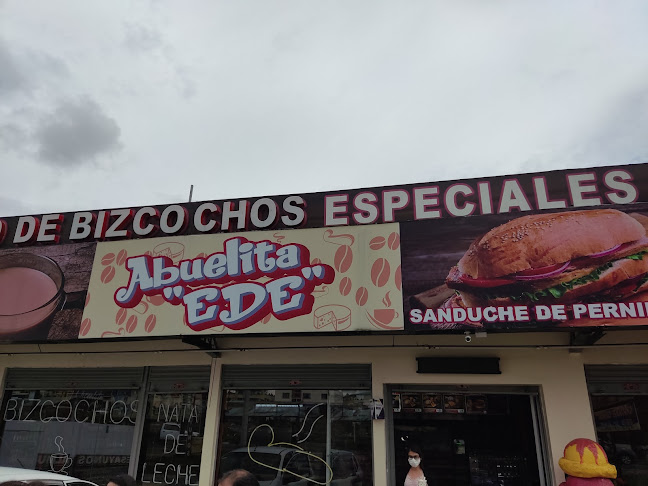 DE BIZCOCHOS ESPECIALES
Abuelita
"EDE"
SANDUCHE DE PERNI
BIZCOCHOS
NATA
DE
LECHE